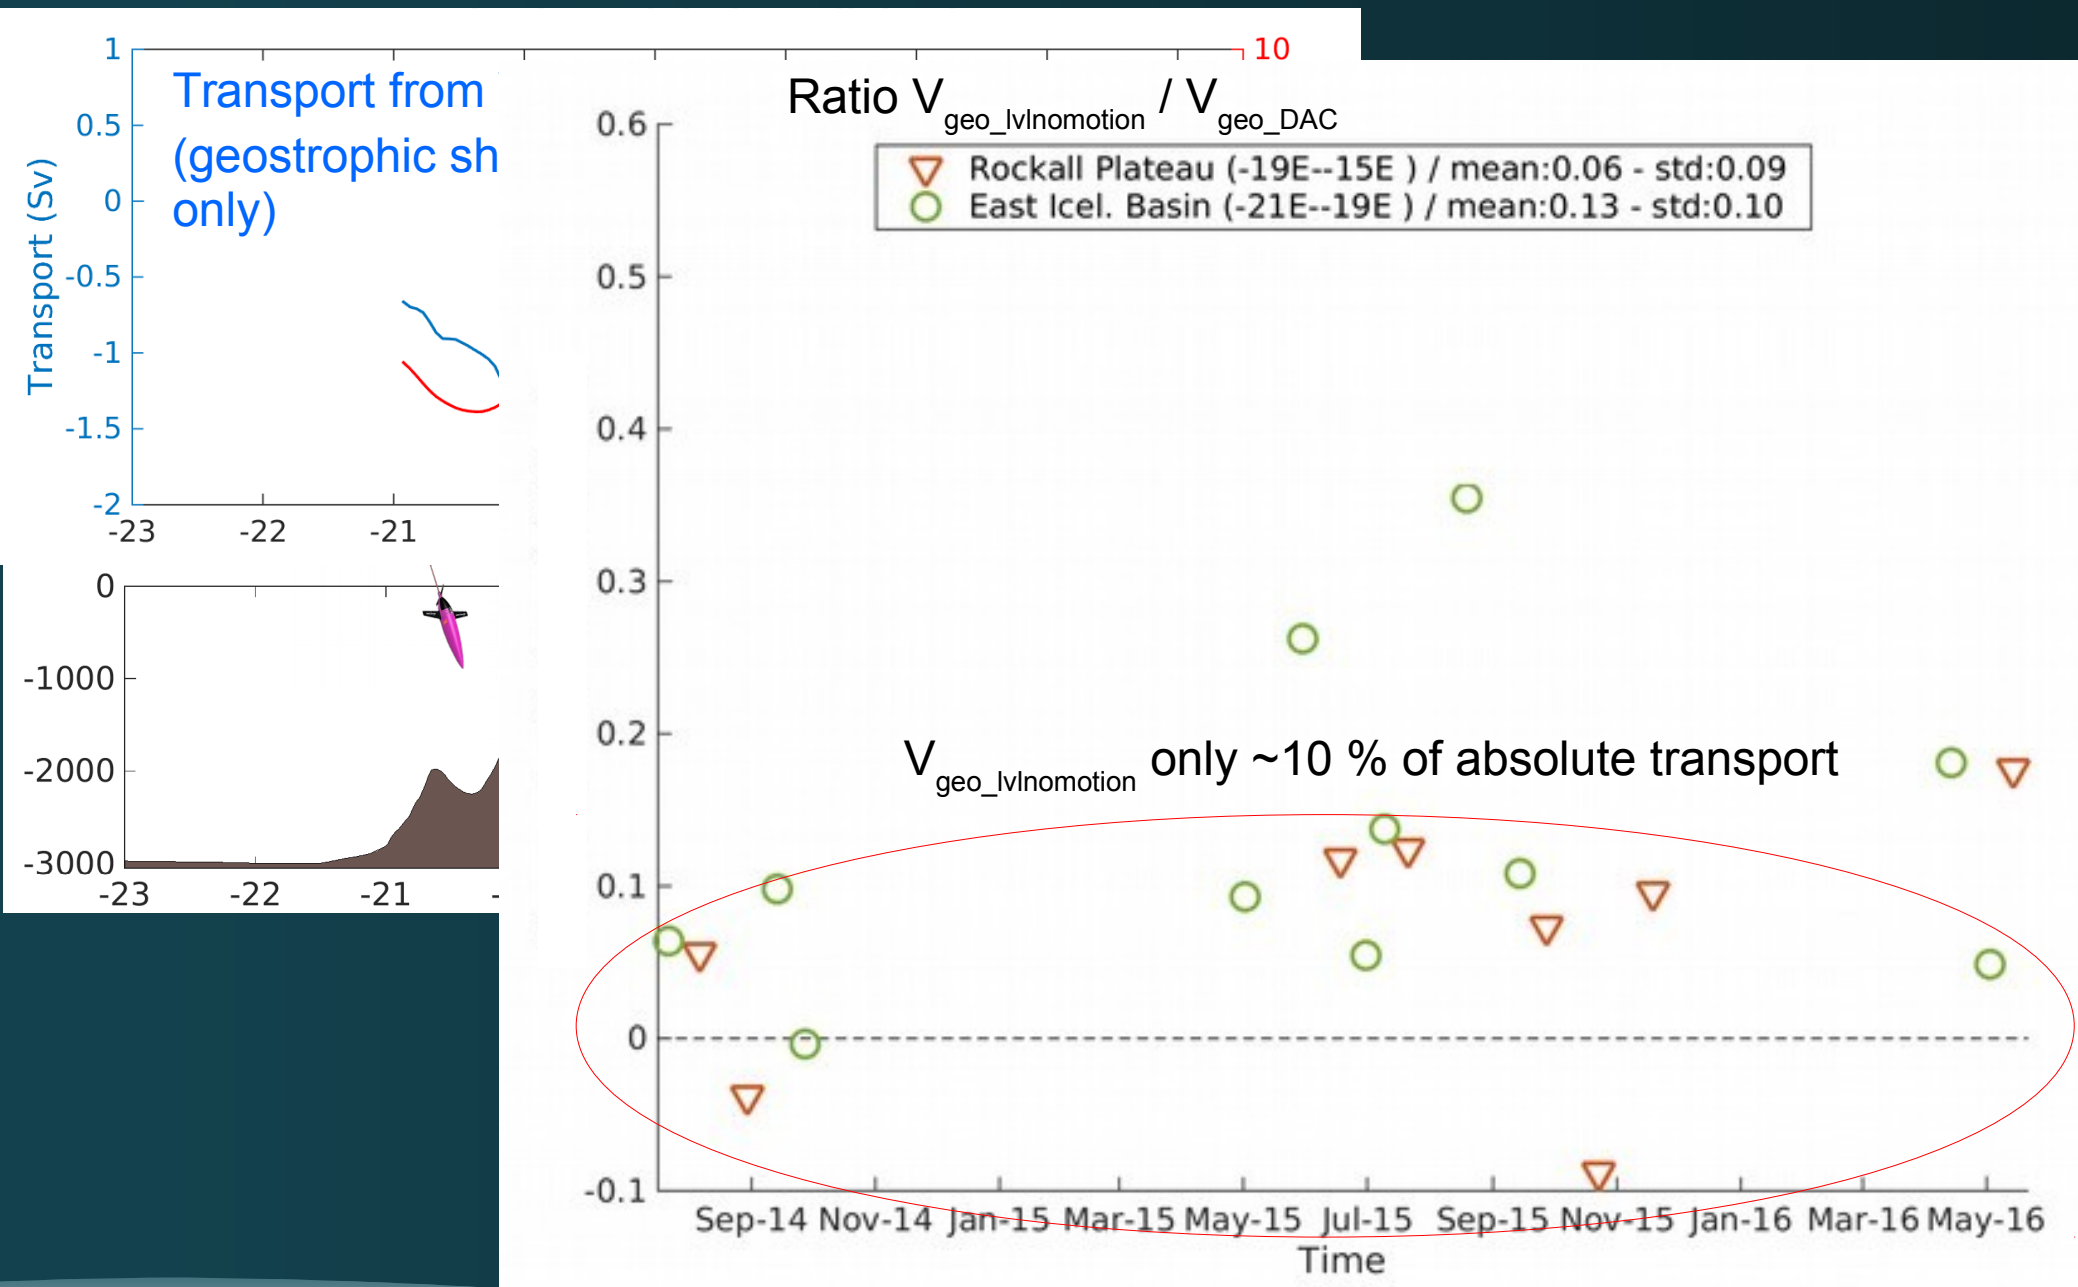 1
0.5
0
-0.5
-1
-1.5
-2
Transport (Sv)
10
Transport from
(geostrophic sh
only)
-23 -22 -21
0
-1000
-2000
-3000
-23 -22 -21 -
Ratio V geo_lvlnomotion / V geo_DAC
Rockall Plateau (-19E--15E ) / mean:0.06 - std:0.09
East Icel. Basin (-21E--19E ) / mean:0.13 - std:0.10
0.6
0.5
0.4
0.3
0.2
0.1
0
-0.1
V geo_lvlnomotion only ~10 % of absolute transport
Sep-14 Nov-14 Jan-15 Mar-15 May-15 Jul-15 Sep-15 Nov-15 Jan-16 Mar-16 May-16
Time